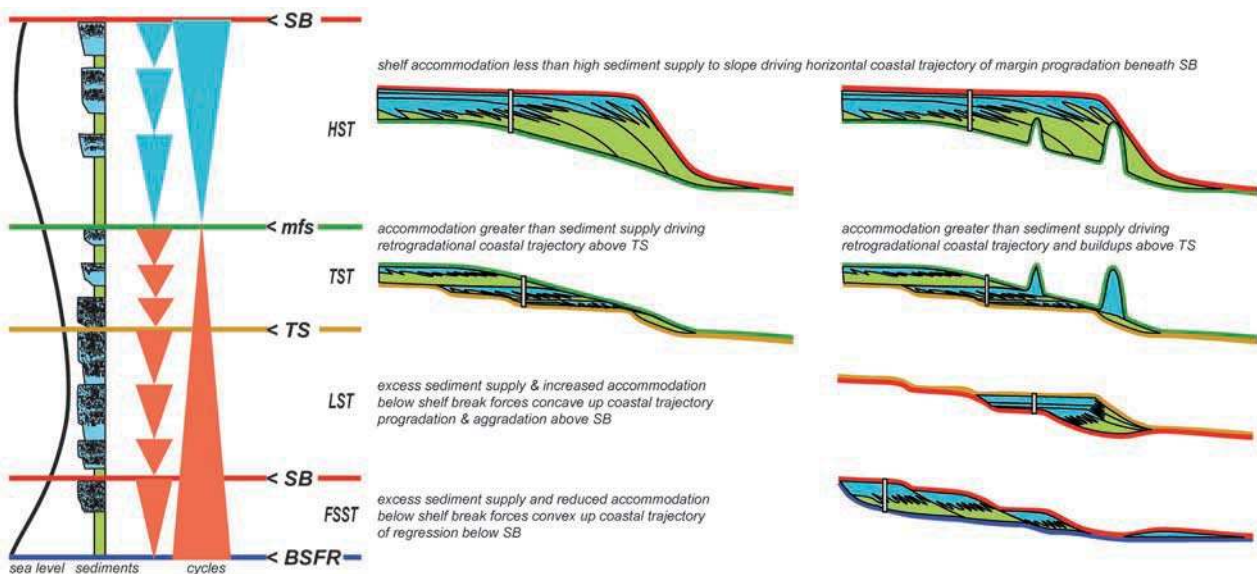 < SB
shelf accommodation less than high sediment supply to slope driving horizontal coastal trajectory of margin progradation beneath SB
HST
< mfs
accommodation greater than sediment supply driving
retrogradational coastal trajectory above TS
accommodation greater than sediment supply driving
retrogradational coastal trajectory and buildups above TS
TST
< TS
LST
excess sediment supply & increased accommodation
below shelf break forces concave up coastal trajectory
progradation & aggradation above SB
< SB
FSST
excess sediment supply and reduced accommodation
below shelf break forces convex up coastal trajectory
of regression below SB
< BSFR
sea level sediments cycles